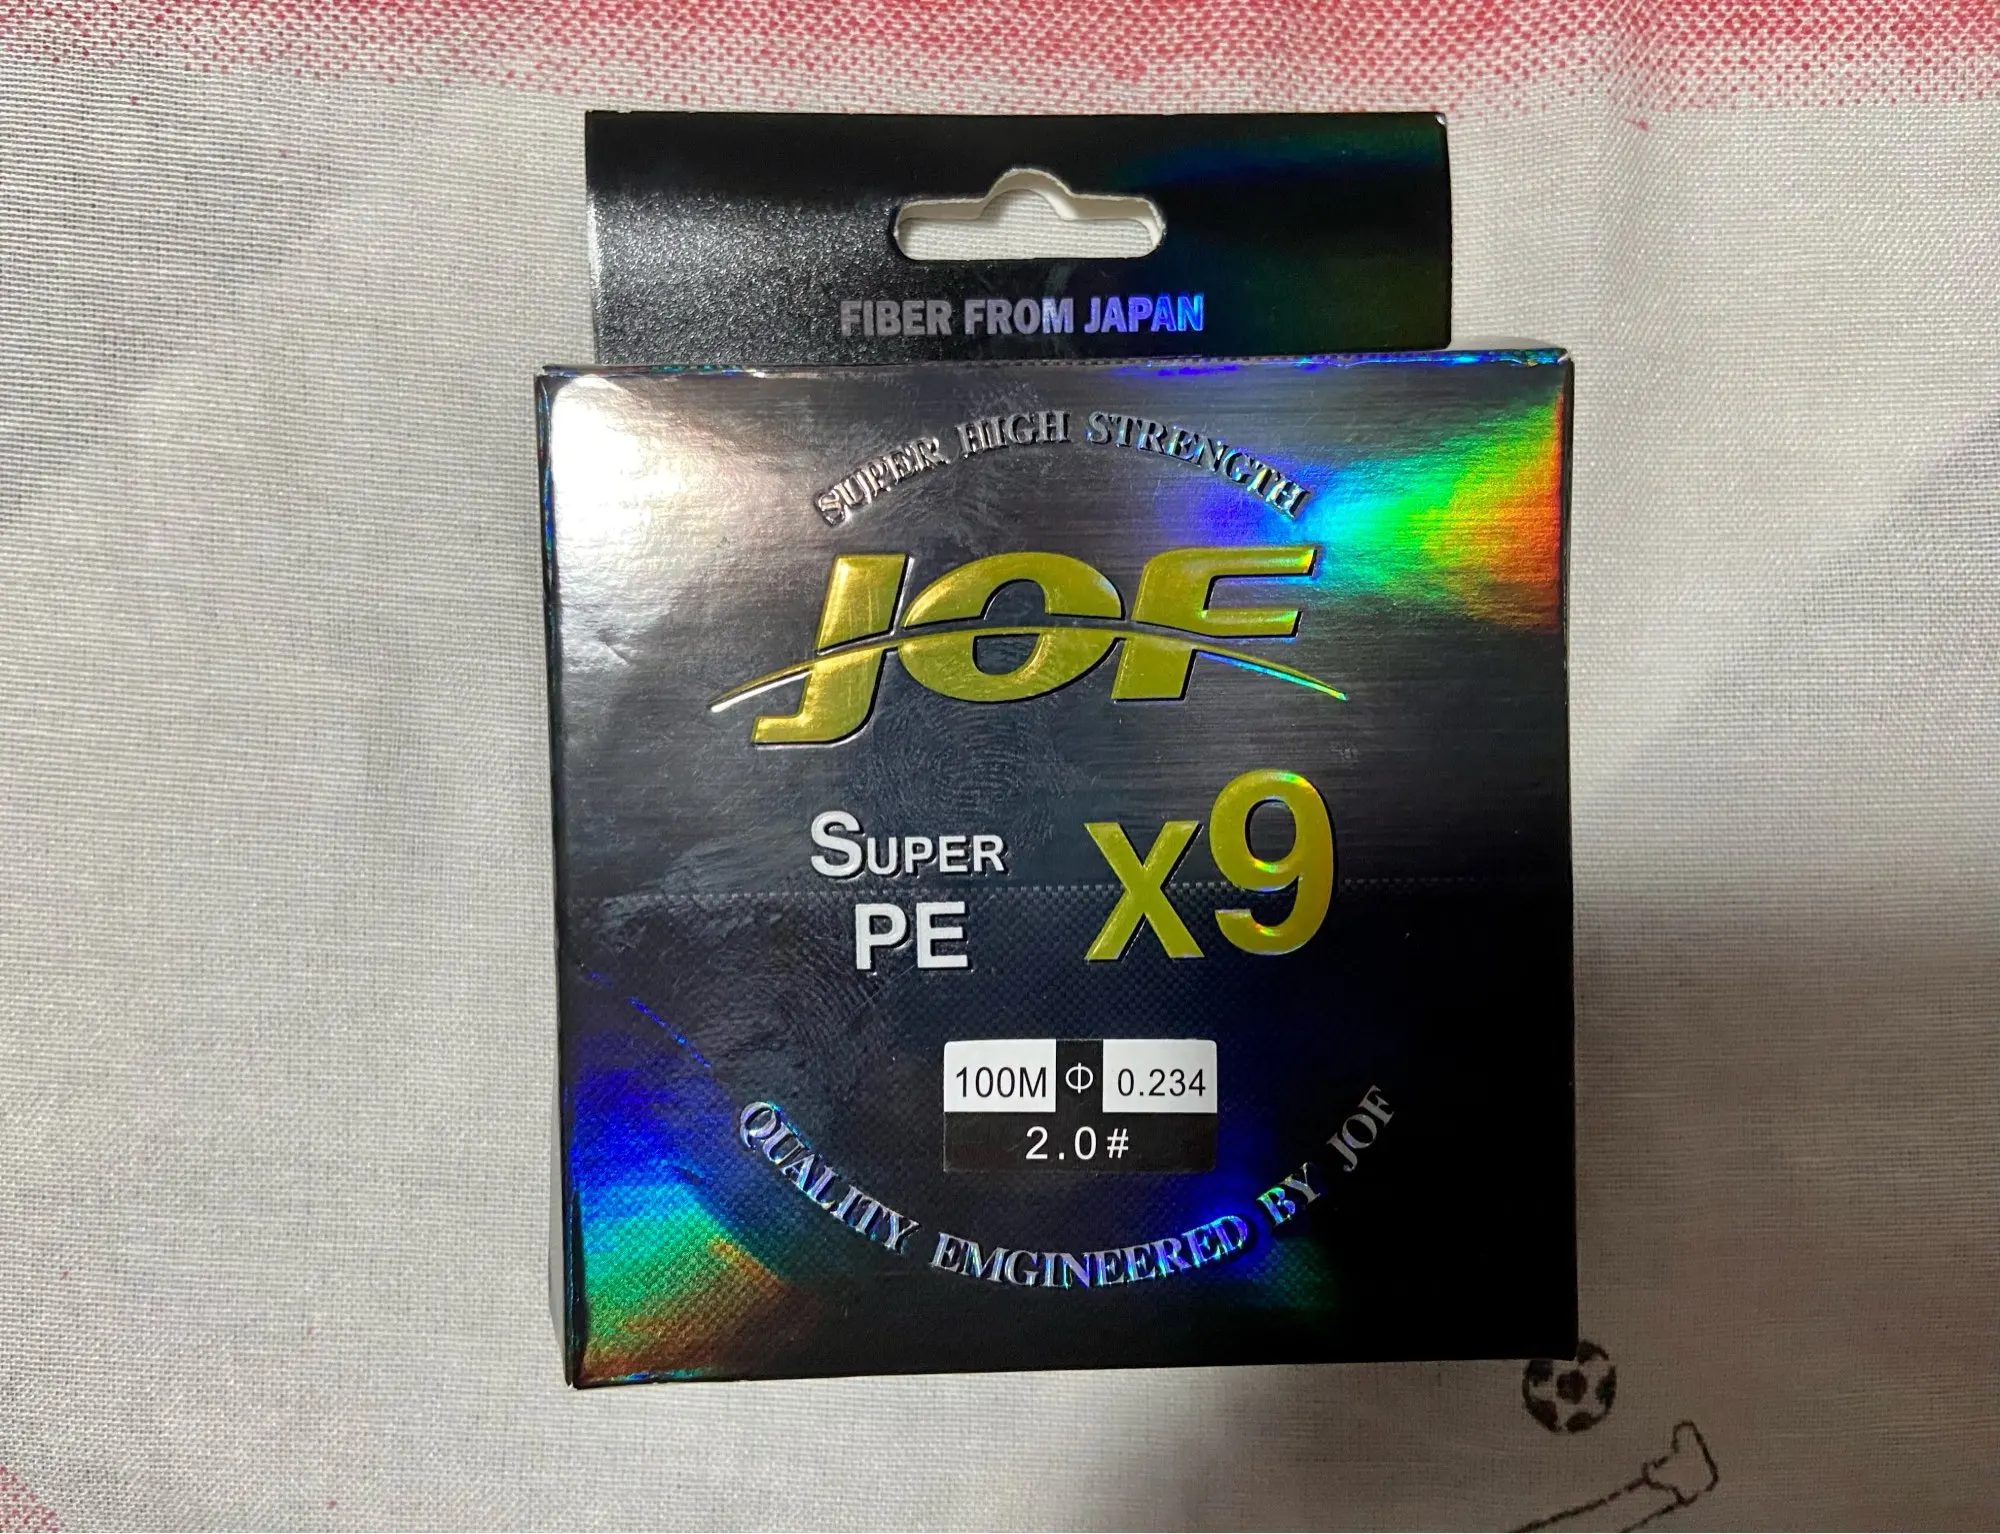 FIBER FROM JAPAN
SUPER HIGH STRENGTH
JOF
SUPER
PE
X9
100M Φ 0.234
2.0#
QUALITY EMGINEERED BY JOF